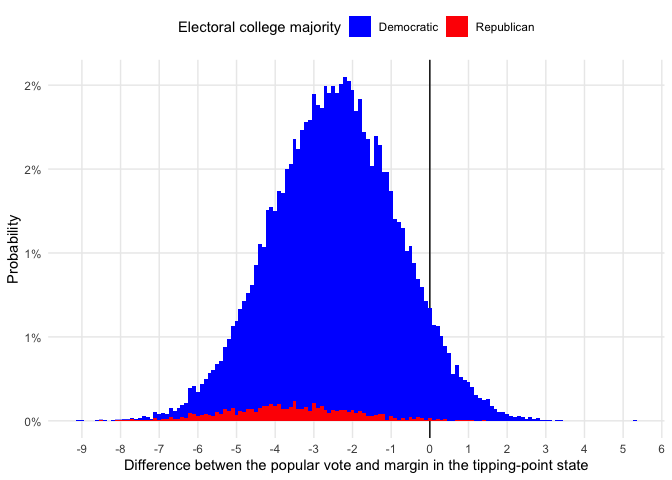 Electoral college majority Democratic Republican
2%
2%
1%
1%
0%
Probability
-9 -8 -7 -6 -5 -4 -3 -2 -1 0 1 2 3 4 5 6
Difference betwen the popular vote and margin in the tipping-point state